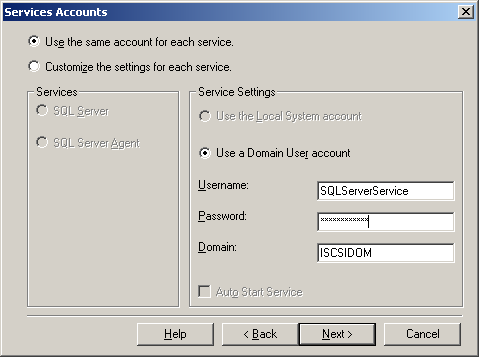 Services Accounts
Use the same account for each service.
Customize the settings for each service.
Services
SQL Server
SQL Server Agent
Service Settings
Use the Local System account
Use a Domain User account
Username:
SQLServerService
Password:
************
Domain:
ISCSIDOM
Auto Start Service
Help
< Back
Next >
Cancel